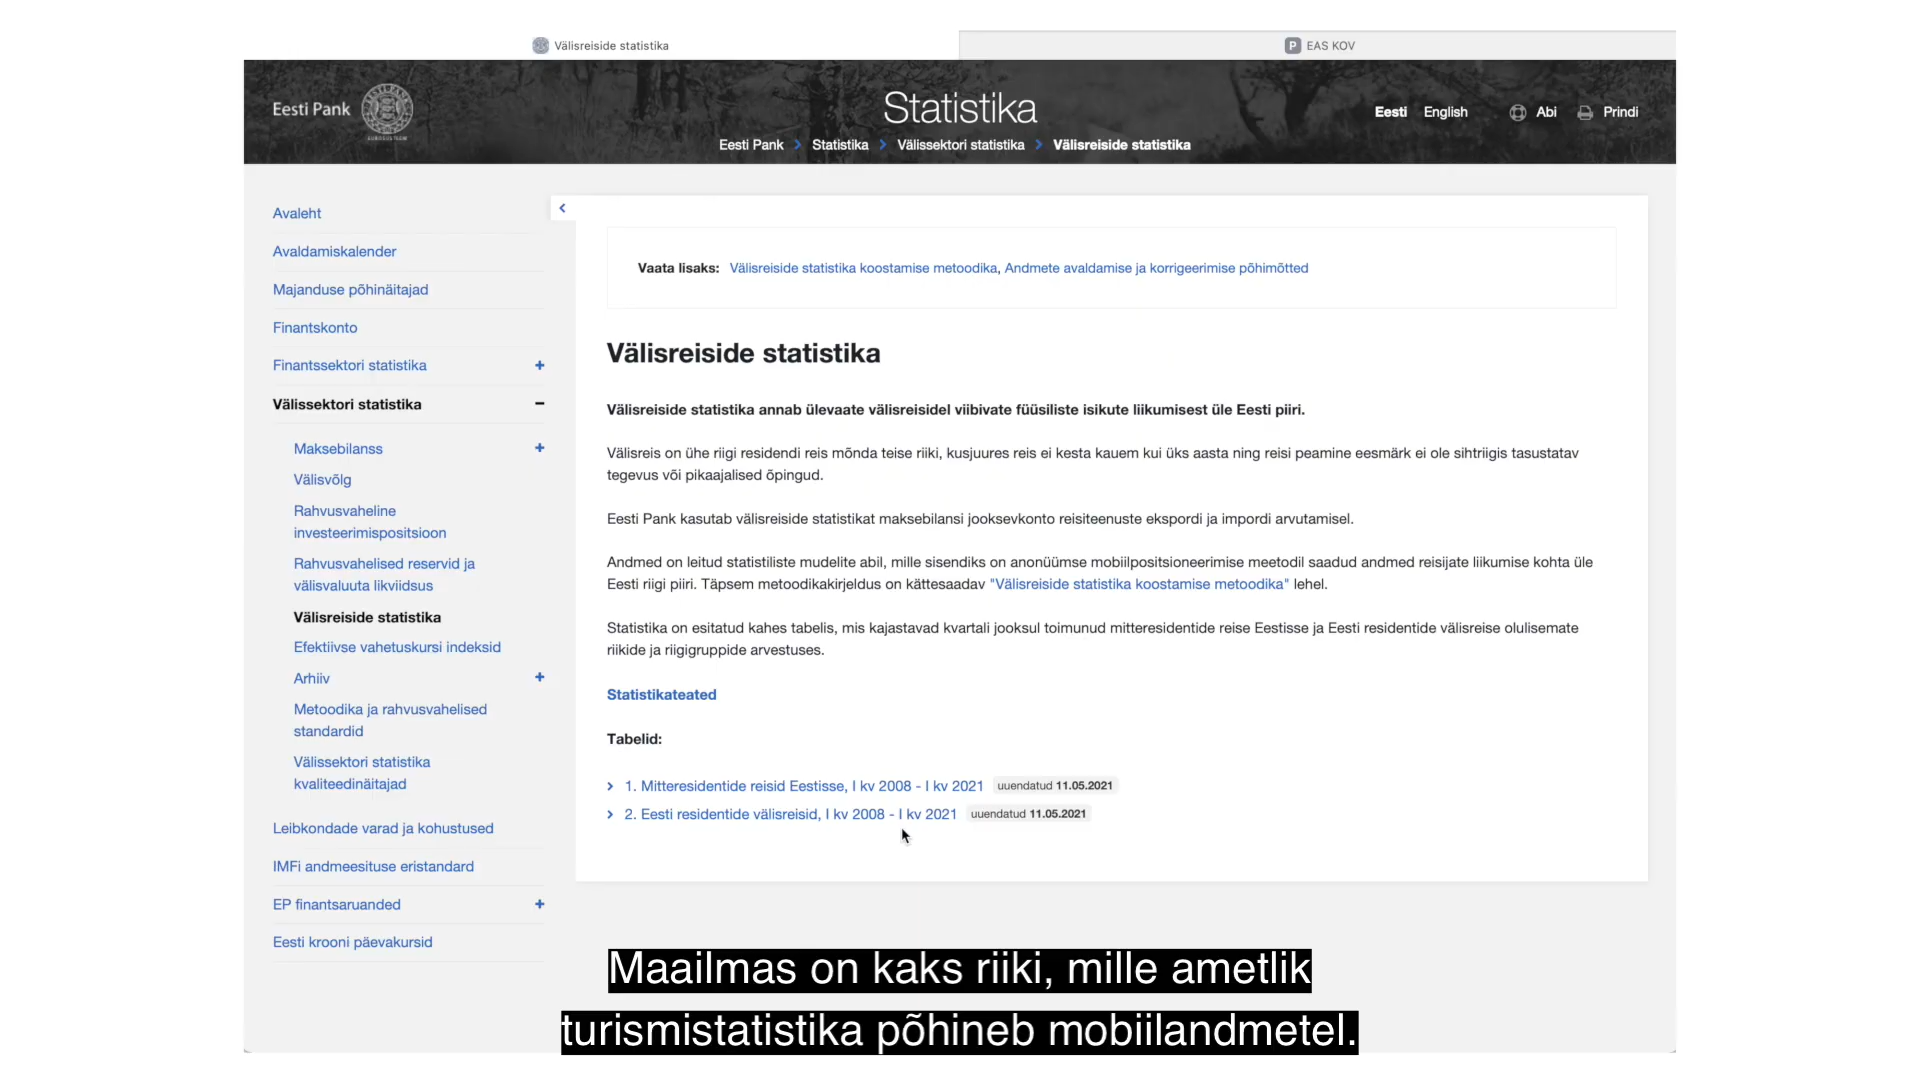 Välisreiside statistika
P EAS KOV
Eesti Pank
Statistika
Eesti English Abi Prindi
Eesti Pank > Statistika > Välissektori statistika > Välisreiside statistika
Avaleht
Avaldamiskalender
Majanduse põhinäitajad
Finantskonto
Finantssektori statistika +
Välissektori statistika −
Maksebilanss +
Välisvõlg
Rahvusvaheline
investeerimispositsioon
Rahvusvahelised reservid ja
välisvaluuta likviidsus
Välisreiside statistika
Efektiivse vahetuskursi indeksid
Arhiiv +
Metoodika ja rahvusvahelised
standardid
Välissektori statistika
kvaliteedinäitajad
Leibkondade varad ja kohustused
IMFi andmeesituse eristandard
EP finantsaruanded +
Eesti krooni päevakursid
Vaata lisaks: Välisreiside statistika koostamise metoodika, Andmete avaldamise ja korrigeerimise põhimõtted
Välisreiside statistika
Välisreiside statistika annab ülevaate välisreisidel viibivate füüsiliste isikute liikumisest üle Eesti piiri.
Välisreis on ühe riigi residendi reis mõnda teise riiki, kusjuures reis ei kesta kauem kui üks aasta ning reisi peamine eesmärk ei ole sihtriigis tasustatav
tegevus või pikaajalised õpingud.
Eesti Pank kasutab välisreiside statistikat maksebilansi jooksevkonto reisiteenuste ekspordi ja impordi arvutamisel.
Andmed on leitud statistiliste mudelite abil, mille sisendiks on anonüümse mobiilpositsioneerimise meetodil saadud andmed reisijate liikumise kohta üle
Eesti riigi piiri. Täpsem metoodikakirjeldus on kättesaadav "Välisreiside statistika koostamise metoodika" lehel.
Statistika on esitatud kahes tabelis, mis kajastavad kvartali jooksul toimunud mitteresidentide reise Eestisse ja Eesti residentide välisreise olulisemate
riikide ja riigigruppide arvestuses.
Statistikateated
Tabelid:
> 1. Mitteresidentide reisid Eestisse, I kv 2008 - I kv 2021 uuendatud 11.05.2021
> 2. Eesti residentide välisreisid, I kv 2008 - I kv 2021 uuendatud 11.05.2021
Maailmas on kaks riiki, mille ametlik
turismistatistika põhineb mobiilandmetel.